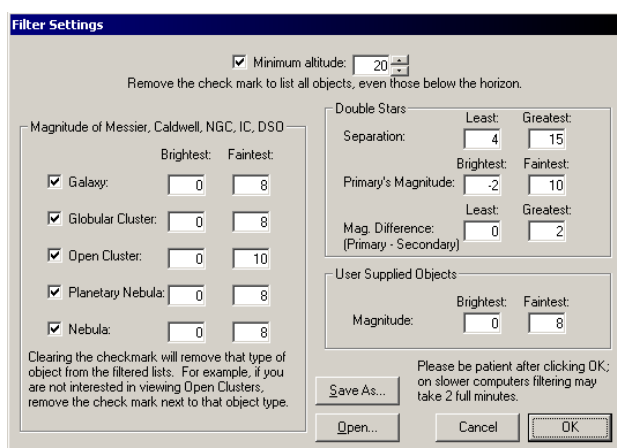 Filter Settings
Minimum altitude: 20
Remove the check mark to list all objects, even those below the horizon.
Magnitude of Messier, Caldwell, NGC, IC, DSO
Brightest: Faintest:
Galaxy: 0 8
Globular Cluster: 0 8
Open Cluster: 0 10
Planetary Nebula: 0 8
Nebula: 0 8
Clearing the checkmark will remove that type of
object from the filtered lists. For example, if you
are not interested in viewing Open Clusters,
remove the check mark next to that object type.
Double Stars
Least: Greatest:
Separation: 4 15
Brightest: Faintest:
Primary's Magnitude: -2 10
Least: Greatest:
Mag. Difference: 0 2
(Primary - Secondary)
User Supplied Objects
Brightest: Faintest:
Magnitude: 0 8
Save As...
Please be patient after clicking OK;
on slower computers filtering may
take 2 full minutes.
Open... Cancel OK